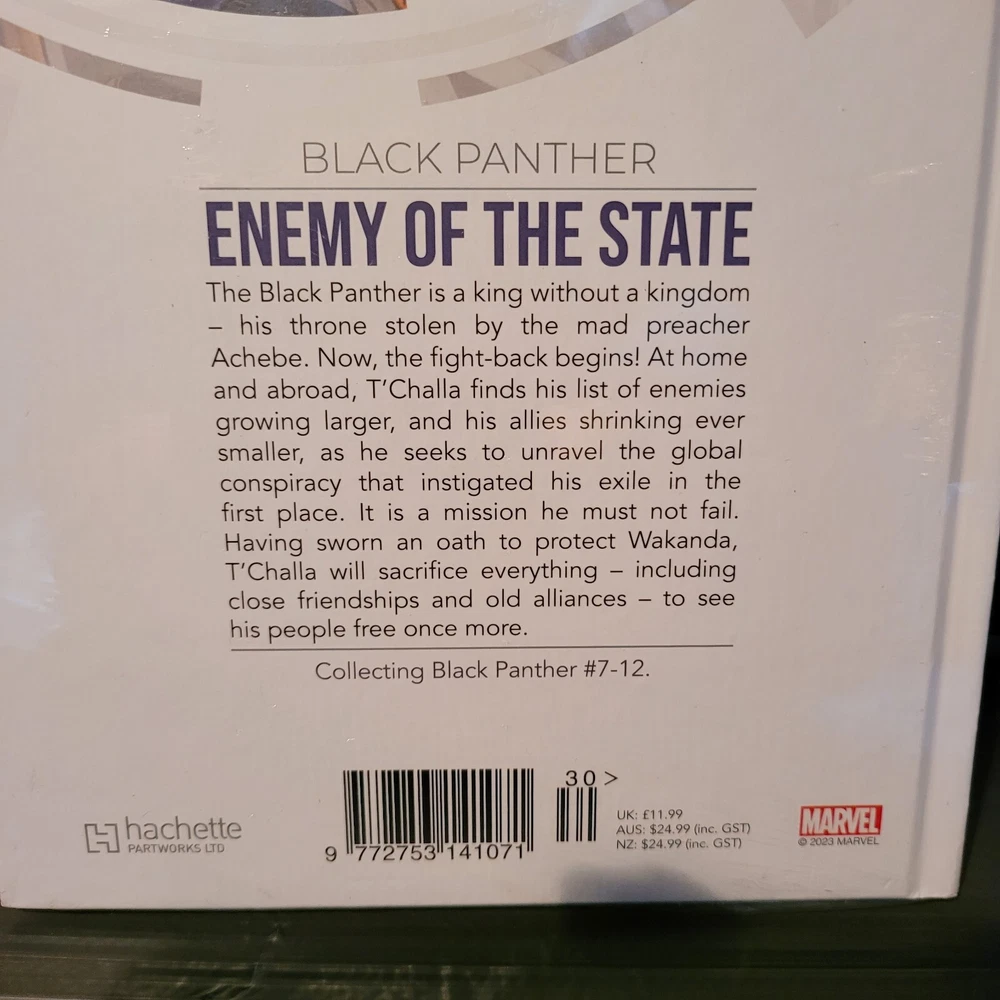 BLACK PANTHER
ENEMY OF THE STATE
The Black Panther is a king without a kingdom
– his throne stolen by the mad preacher
Achebe. Now, the fight-back begins! At home
and abroad, T'Challa finds his list of enemies
growing larger, and his allies shrinking ever
smaller, as he seeks to unravel the global
conspiracy that instigated his exile in the
first place. It is a mission he must not fail.
Having sworn an oath to protect Wakanda,
T'Challa will sacrifice everything – including
close friendships and old alliances – to see
his people free once more.
Collecting Black Panther #7-12.
30 >
hachette
PARTWORKS LTD
9 772753 141071
UK: £11.99
AUS: $24.99 (inc. GST)
NZ: $24.99 (inc. GST)
MARVEL
© 2023 MARVEL